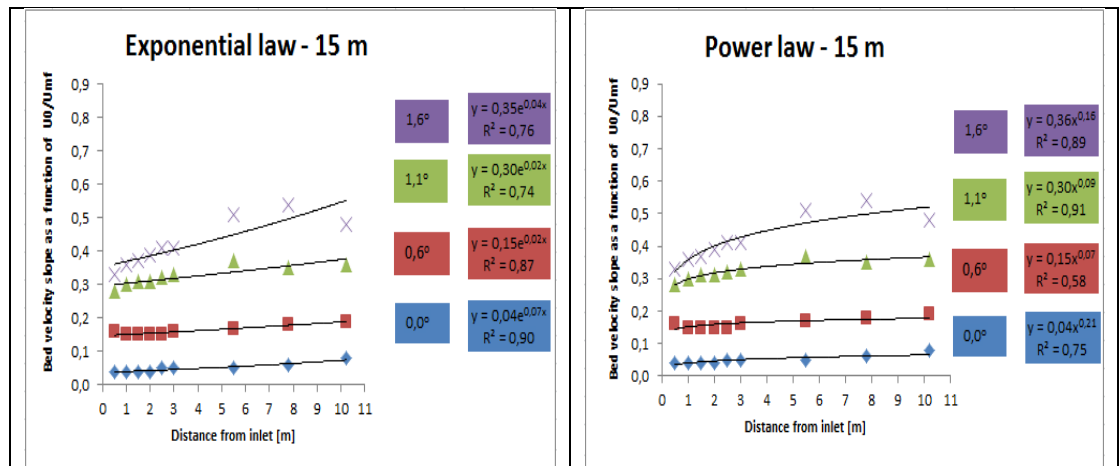 Exponential law - 15 m
Bed velocity slope as a function of U0/Umf
0,9
0,8
0,7
0,6
0,5
0,4
0,3
0,2
0,1
0,0
0 1 2 3 4 5 6 7 8 9 10 11
Distance from inlet [m]
1,6º
y = 0,35e^0,04x
R² = 0,76
1,1º
y = 0,30e^0,02x
R² = 0,74
0,6º
y = 0,15e^0,02x
R² = 0,87
0,0º
y = 0,04e^0,07x
R² = 0,90
Power law - 15 m
Bed velocity slope as a function of U0/Umf
0,9
0,8
0,7
0,6
0,5
0,4
0,3
0,2
0,1
0,0
0 1 2 3 4 5 6 7 8 9 10 11
Distance from inlet [m]
1,6º
y = 0,36x^0,16
R² = 0,89
1,1º
y = 0,30x^0,09
R² = 0,91
0,6º
y = 0,15x^0,07
R² = 0,58
0,0º
y = 0,04x^0,21
R² = 0,75